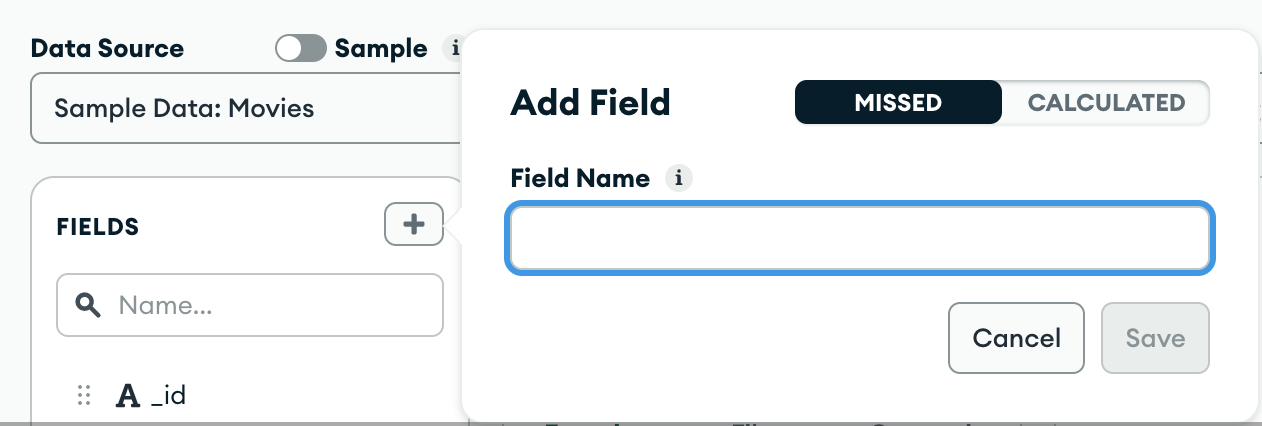 Data Source
Sample
i
Sample Data: Movies
Add Field
MISSED
CALCULATED
Field Name i
FIELDS
+
Name...
A _id
Cancel
Save